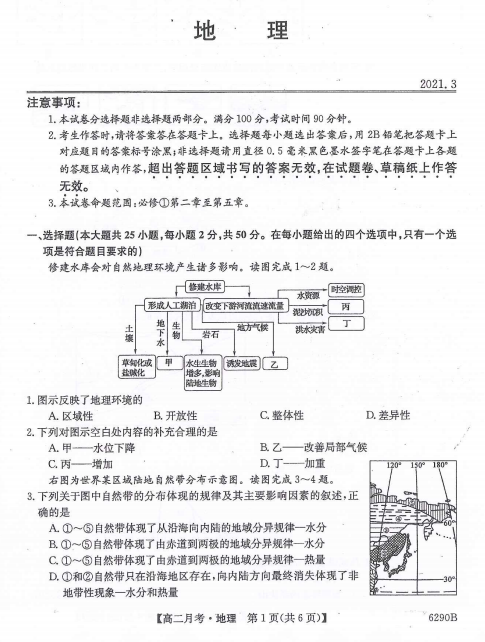 地 理
2021.3
注意事项:
1.本试卷分选择题非选择题两部分。满分100分,考试时间90分钟。
2.考生作答时,请将答案答在答题卡上。选择题每小题选出答案后,用2B铅笔把答题卡上
对应题目的答案标号涂黑;非选择题请用直径0.5毫米黑色墨水签字笔在答题卡上各题
的答题区域内作答,超出答题区域书写的答案无效,在试题卷、草稿纸上作答
无效。
3.本试卷命题范围:必修①第二章至第五章。
一、选择题(本大题共25小题,每小题2分,共50分。在每小题给出的四个选项中,只有一个选
项是符合题目要求的)
修建水库会对自然地理环境产生诸多影响。读图完成1~2题。
修建水库
水资源
时空调控
形成人工湖泊
改变下游河流流速流量
泥沙沉积
丙
洪水灾害
丁
土壤
地下水
生物
岩石
地方气候
草甸化或
盐碱化
甲
水生生物
增多,影响
陆地生物
诱发地震
乙
1.图示反映了地理环境的
A.区域性 B.开放性 C.整体性 D.差异性
2.下列对图示空白处内容的补充合理的是
A.甲——水位下降 B.乙——改善局部气候
C.丙——增加 D.丁——加重
右图为世界某区域陆地自然带分布示意图。读图完成3~4题。
3.下列关于图中自然带的分布体现的规律及其主要影响因素的叙述,正
确的是
A.①~⑤自然带体现了从沿海向内陆的地域分异规律—水分
B.①~⑤自然带体现了由赤道到两极的地域分异规律—水分
C.①~⑤自然带体现了由赤道到两极的地域分异规律—热量
D.①和②自然带只在沿海地区存在,向内陆方向最终消失体现了非
地带性现象—水分和热量
120° 150° 180°
60°
30°
【高二月考·地理 第1页(共6页)】
6290B